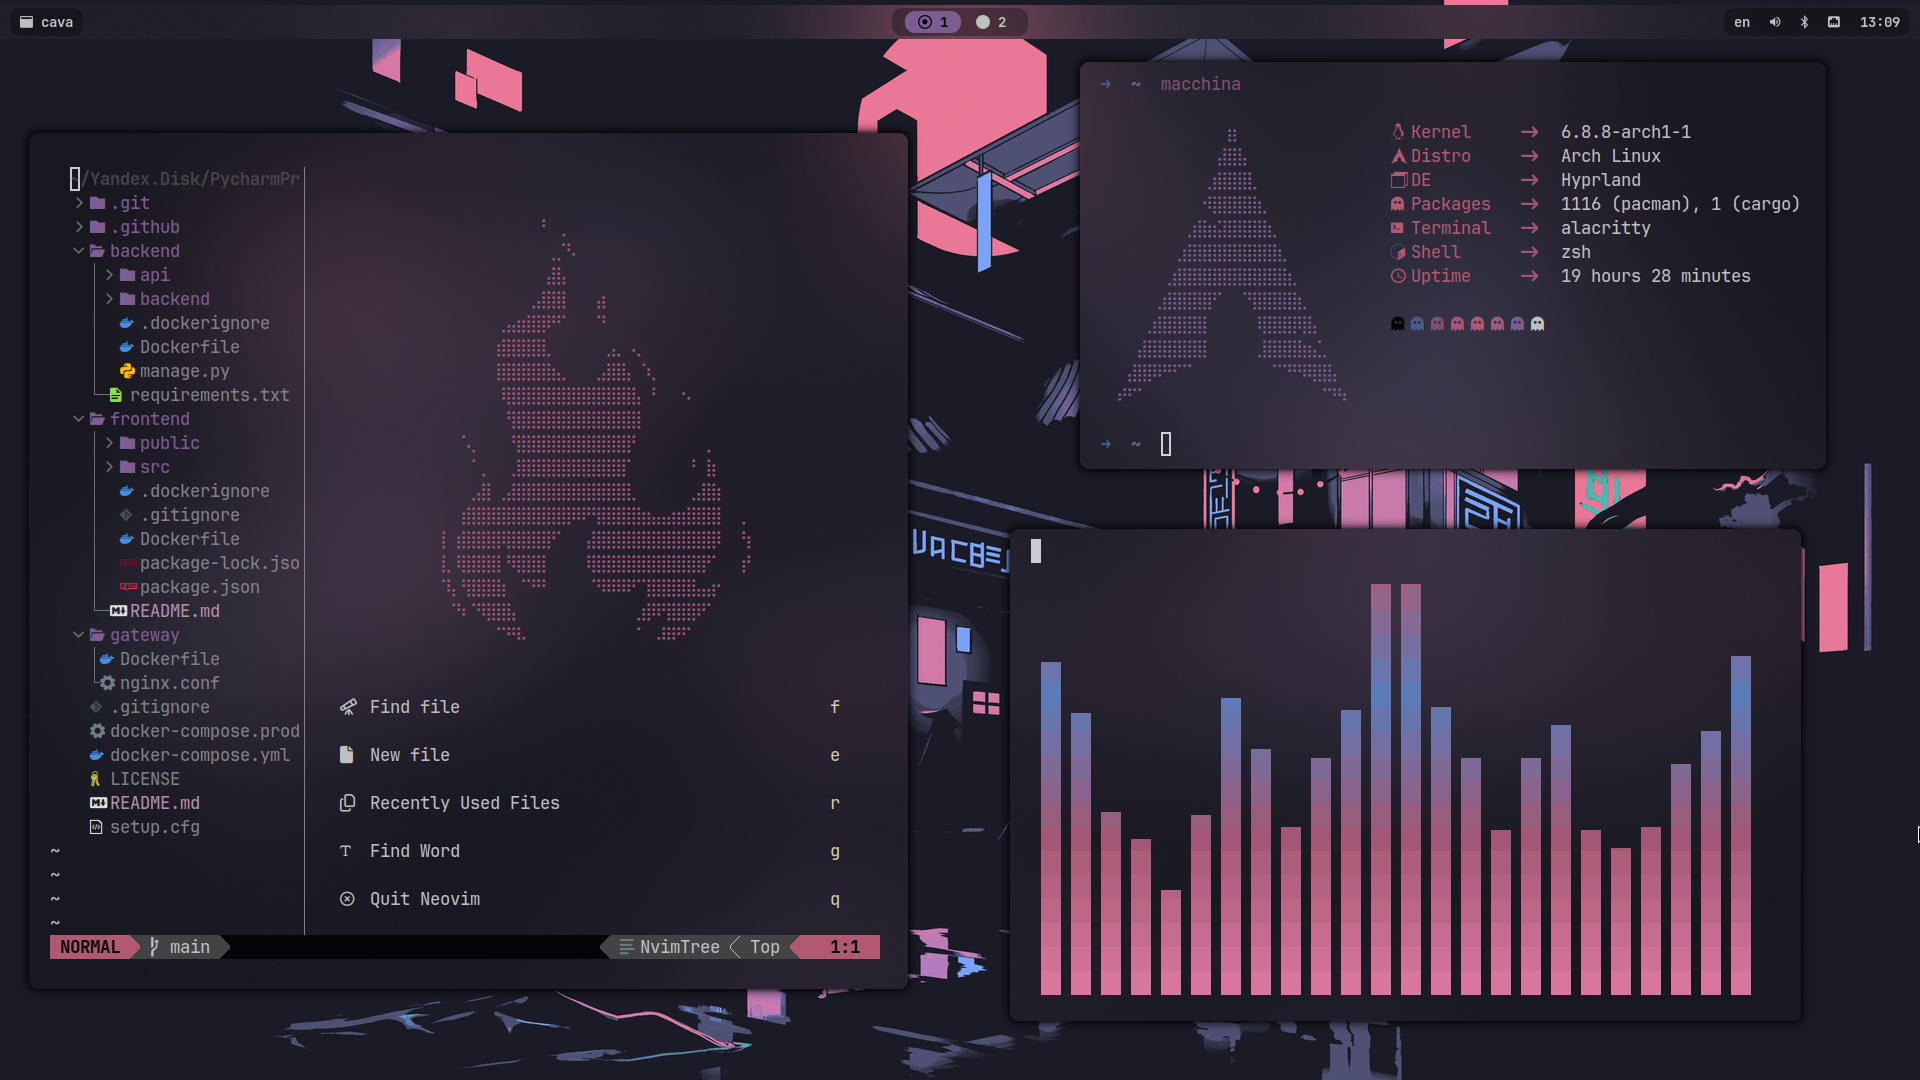 cava
1 2
en 13:09
/Yandex.Disk/PycharmPr
.git
.github
backend
api
backend
.dockerignore
Dockerfile
manage.py
requirements.txt
frontend
public
src
.dockerignore
.gitignore
Dockerfile
package-lock.jso
package.json
README.md
gateway
Dockerfile
nginx.conf
.gitignore
docker-compose.prod
docker-compose.yml
LICENSE
README.md
setup.cfg
~
~
~
~
Find file f
New file e
Recently Used Files r
Find Word g
Quit Neovim q
NORMAL main NvimTree Top 1:1
→ ~ macchina
Kernel → 6.8.8-arch1-1
Distro → Arch Linux
DE → Hyprland
Packages → 1116 (pacman), 1 (cargo)
Terminal → alacritty
Shell → zsh
Uptime → 19 hours 28 minutes
→ ~